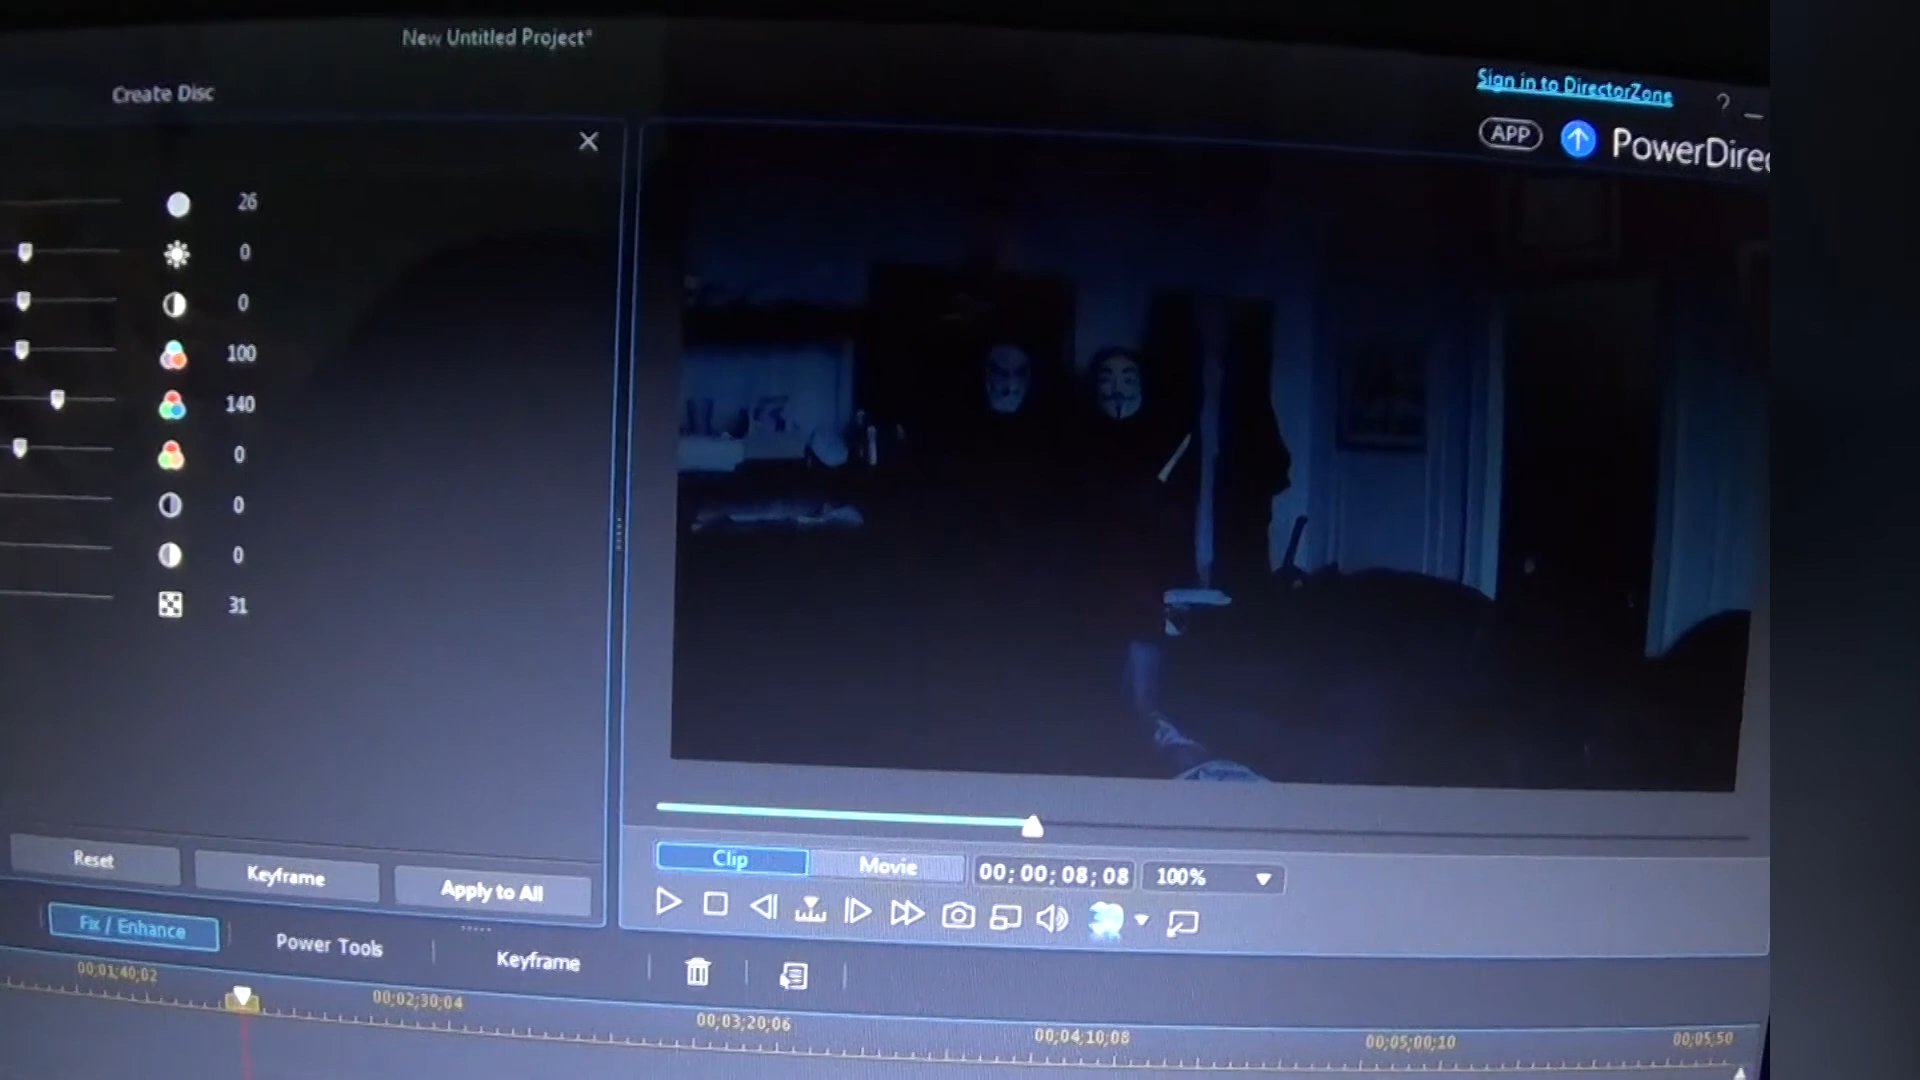 New Untitled Project*
Create Disc
Sign in to DirectorZone
?
APP
PowerDirec
26
0
0
100
140
0
0
0
31
Reset
Keyframe
Apply to All
Clip
Movie
00; 00; 08; 08
100%
3D
Fix / Enhance
Power Tools
Keyframe
00;01;40;02
00;02;30;04
00;03;20;06
00;04;10;08
00;05;00;10
00;05;50